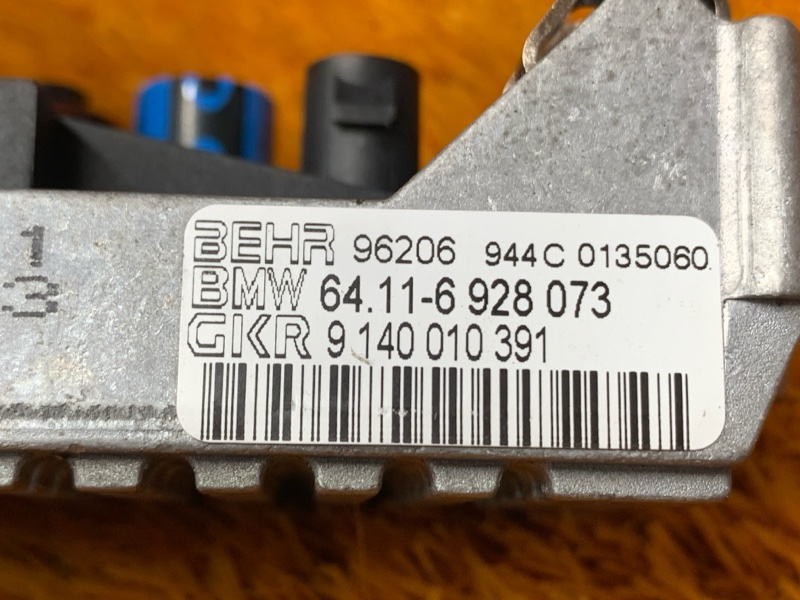 BEHR 96206 944C 0135060
BMW 64.11-6 928 073
GKR 9 140 010 391